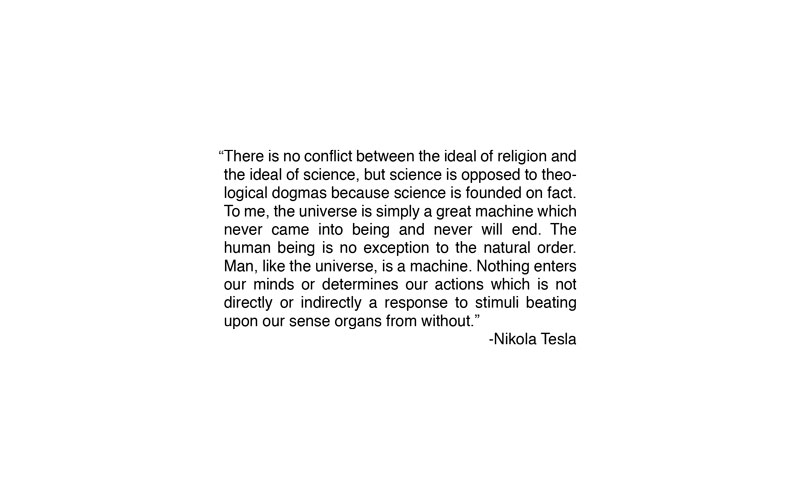 “There is no conflict between the ideal of religion and
the ideal of science, but science is opposed to theo-
logical dogmas because science is founded on fact.
To me, the universe is simply a great machine which
never came into being and never will end. The
human being is no exception to the natural order.
Man, like the universe, is a machine. Nothing enters
our minds or determines our actions which is not
directly or indirectly a response to stimuli beating
upon our sense organs from without.”
-Nikola Tesla